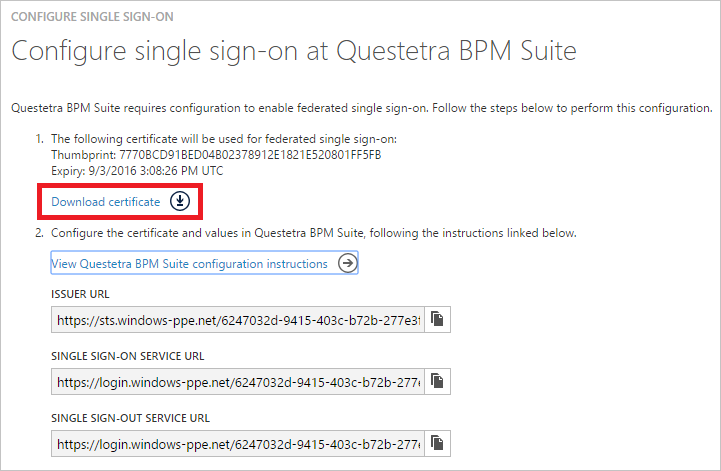 CONFIGURE SINGLE SIGN-ON
Configure single sign-on at Questetra BPM Suite
Questetra BPM Suite requires configuration to enable federated single sign-on. Follow the steps below to perform this configuration.
1. The following certificate will be used for federated single sign-on:
Thumbprint: 7770BCD91BED04B02378912E1821E520801FF5FB
Expiry: 9/3/2016 3:08:26 PM UTC
Download certificate
2. Configure the certificate and values in Questetra BPM Suite, following the instructions linked below.
View Questetra BPM Suite configuration instructions
ISSUER URL
https://sts.windows-ppe.net/6247032d-9415-403c-b72b-277e3f
SINGLE SIGN-ON SERVICE URL
https://login.windows-ppe.net/6247032d-9415-403c-b72b-277e
SINGLE SIGN-OUT SERVICE URL
https://login.windows-ppe.net/6247032d-9415-403c-b72b-277e